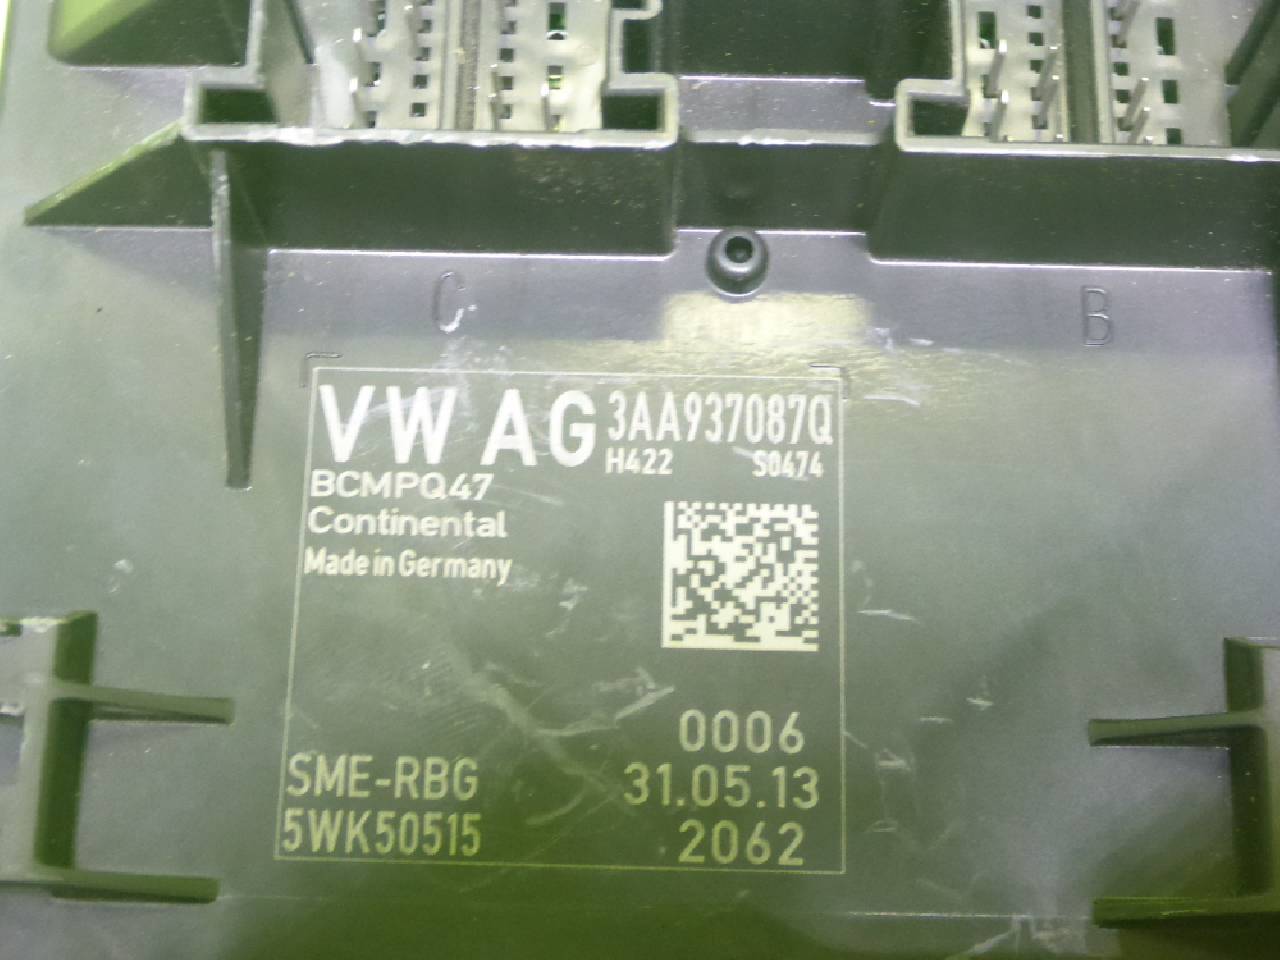 C
B
VW AG 3AA937087Q
H422 S0474
BCMPQ47
Continental
Made in Germany
0006
SME-RBG 31.05.13
5WK50515 2062